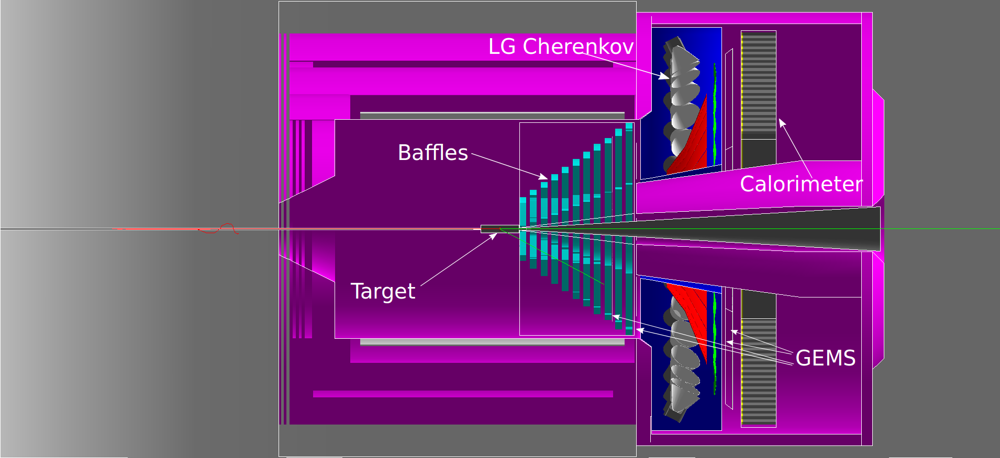 LG Cherenkov
Baffles
Calorimeter
Target
GEMS